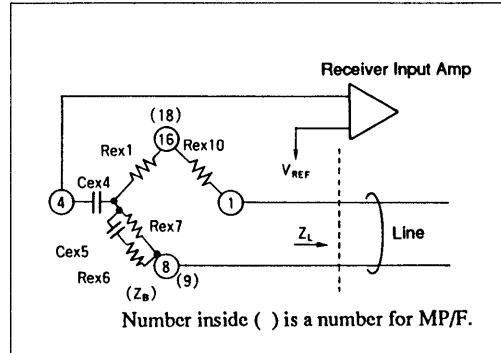 Receiver Input Amp
(18)
16
Rex1
Rex10
VREF
Cex4
4
1
Rex7
ZL
Line
Cex5
Rex6
8
(9)
(ZB)
Number inside ( ) is a number for MP/F.